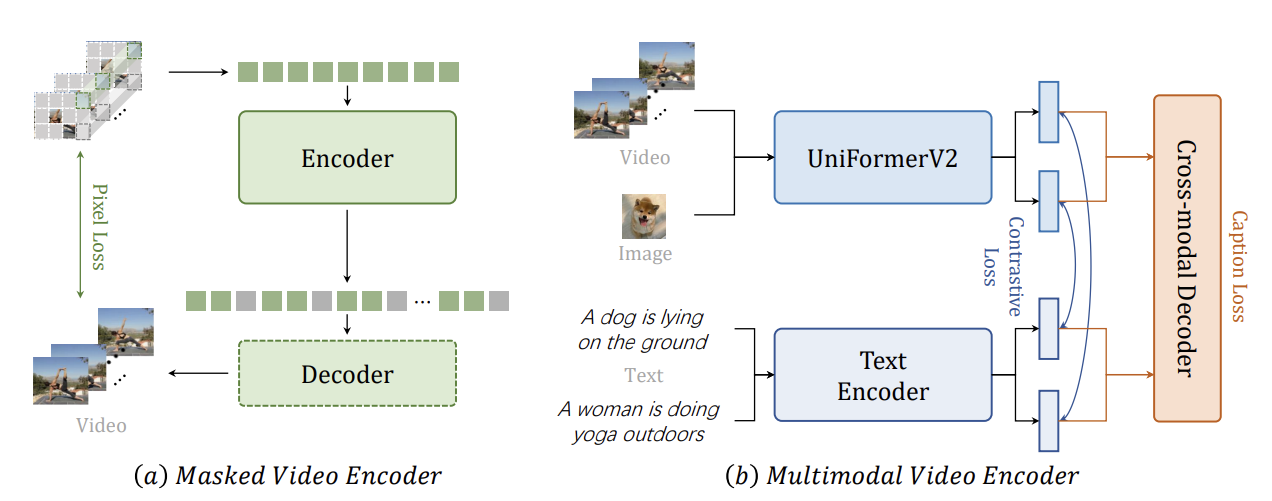 Encoder
Pixel Loss
...
Decoder
Video
(a) Masked Video Encoder
Video
Image
UniFormerV2
A dog is lying
on the ground
Text
A woman is doing
yoga outdoors
Text
Encoder
Contrastive
Loss
Cross-modal Decoder
Caption Loss
(b) Multimodal Video Encoder